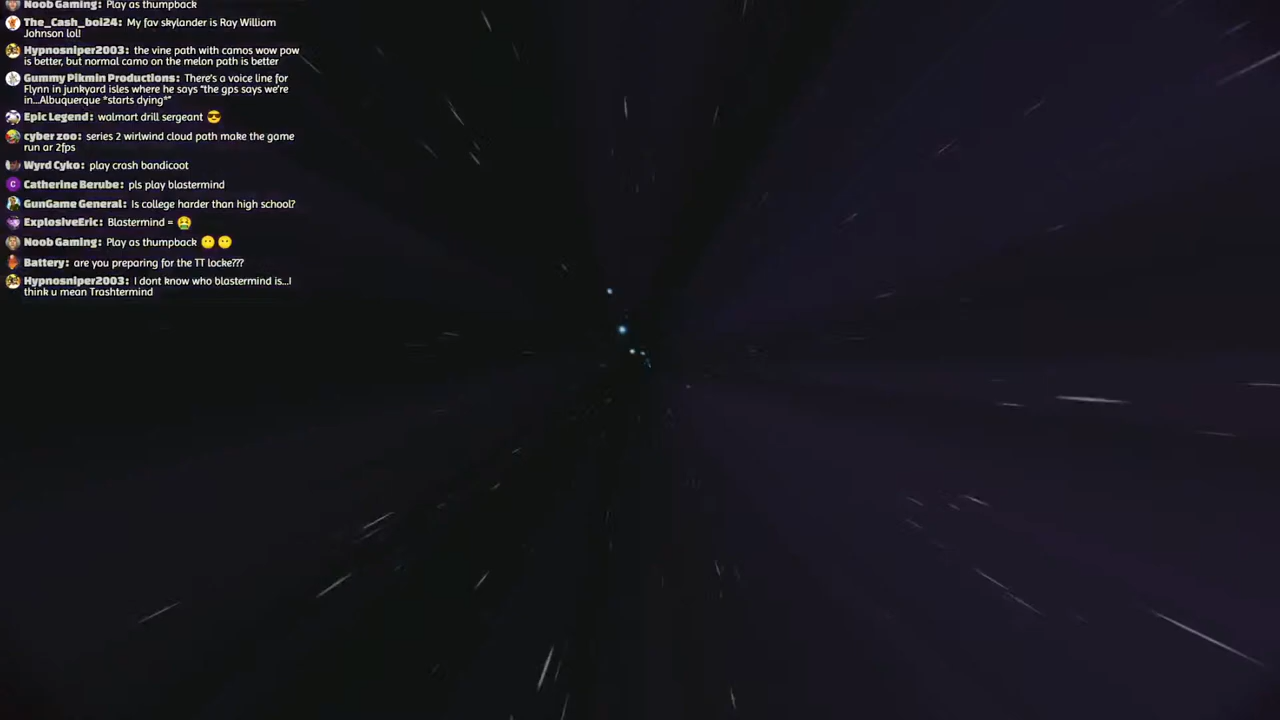 Noob Gaming: Play as thumpback
The_Cash_boi24: My fav skylander is Ray William
Johnson lol!
Hypnosniper2003: the vine path with camos wow pow
is better, but normal camo on the melon path is better
Gummy Pikmin Productions: There's a voice line for
Flynn in junkyard isles where he says "the gps says we're
in...Albuquerque *starts dying*"
Epic Legend: walmart drill sergeant 😎
cyber zoo: series 2 wirlwind cloud path make the game
run ar 2fps
Wyrd Cyko: play crash bandicoot
C Catherine Berube: pls play blastermind
GunGame General: Is college harder than high school?
ExplosiveEric: Blastermind = 🤮
Noob Gaming: Play as thumpback 😶 😶
Battery: are you preparing for the TT locke???
Hypnosniper2003: I dont know who blastermind is...I
think u mean Trashtermind